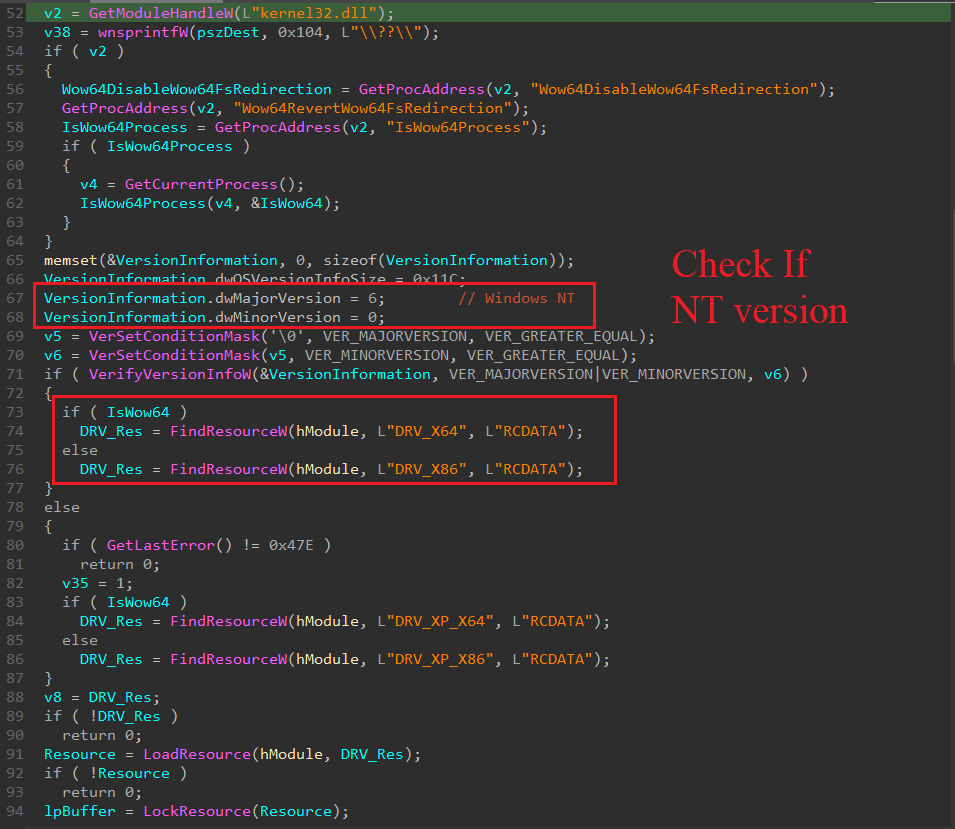 52 v2 = GetModuleHandleW(L"kernel32.dll");
53 v38 = wnsprintfW(pszDest, 0x104, L"\\??\\");
54 if ( v2 )
55 {
56 Wow64DisableWow64FsRedirection = GetProcAddress(v2, "Wow64DisableWow64FsRedirection");
57 GetProcAddress(v2, "Wow64RevertWow64FsRedirection");
58 IsWow64Process = GetProcAddress(v2, "IsWow64Process");
59 if ( IsWow64Process )
60 {
61 v4 = GetCurrentProcess();
62 IsWow64Process(v4, &IsWow64);
63 }
64 }
65 memset(&VersionInformation, 0, sizeof(VersionInformation));
66 VersionInformation.dwOSVersionInfoSize = 0x11C;
67 VersionInformation.dwMajorVersion = 6; // Windows NT
68 VersionInformation.dwMinorVersion = 0;
69 v5 = VerSetConditionMask('\0', VER_MAJORVERSION, VER_GREATER_EQUAL);
70 v6 = VerSetConditionMask(v5, VER_MINORVERSION, VER_GREATER_EQUAL);
71 if ( VerifyVersionInfoW(&VersionInformation, VER_MAJORVERSION|VER_MINORVERSION, v6) )
72 {
73 if ( IsWow64 )
74 DRV_Res = FindResourceW(hModule, L"DRV_X64", L"RCDATA");
75 else
76 DRV_Res = FindResourceW(hModule, L"DRV_X86", L"RCDATA");
77 }
78 else
79 {
80 if ( GetLastError() != 0x47E )
81 return 0;
82 v35 = 1;
83 if ( IsWow64 )
84 DRV_Res = FindResourceW(hModule, L"DRV_XP_X64", L"RCDATA");
85 else
86 DRV_Res = FindResourceW(hModule, L"DRV_XP_X86", L"RCDATA");
87 }
88 v8 = DRV_Res;
89 if ( !DRV_Res )
90 return 0;
91 Resource = LoadResource(hModule, DRV_Res);
92 if ( !Resource )
93 return 0;
94 lpBuffer = LockResource(Resource);
Check If
NT version